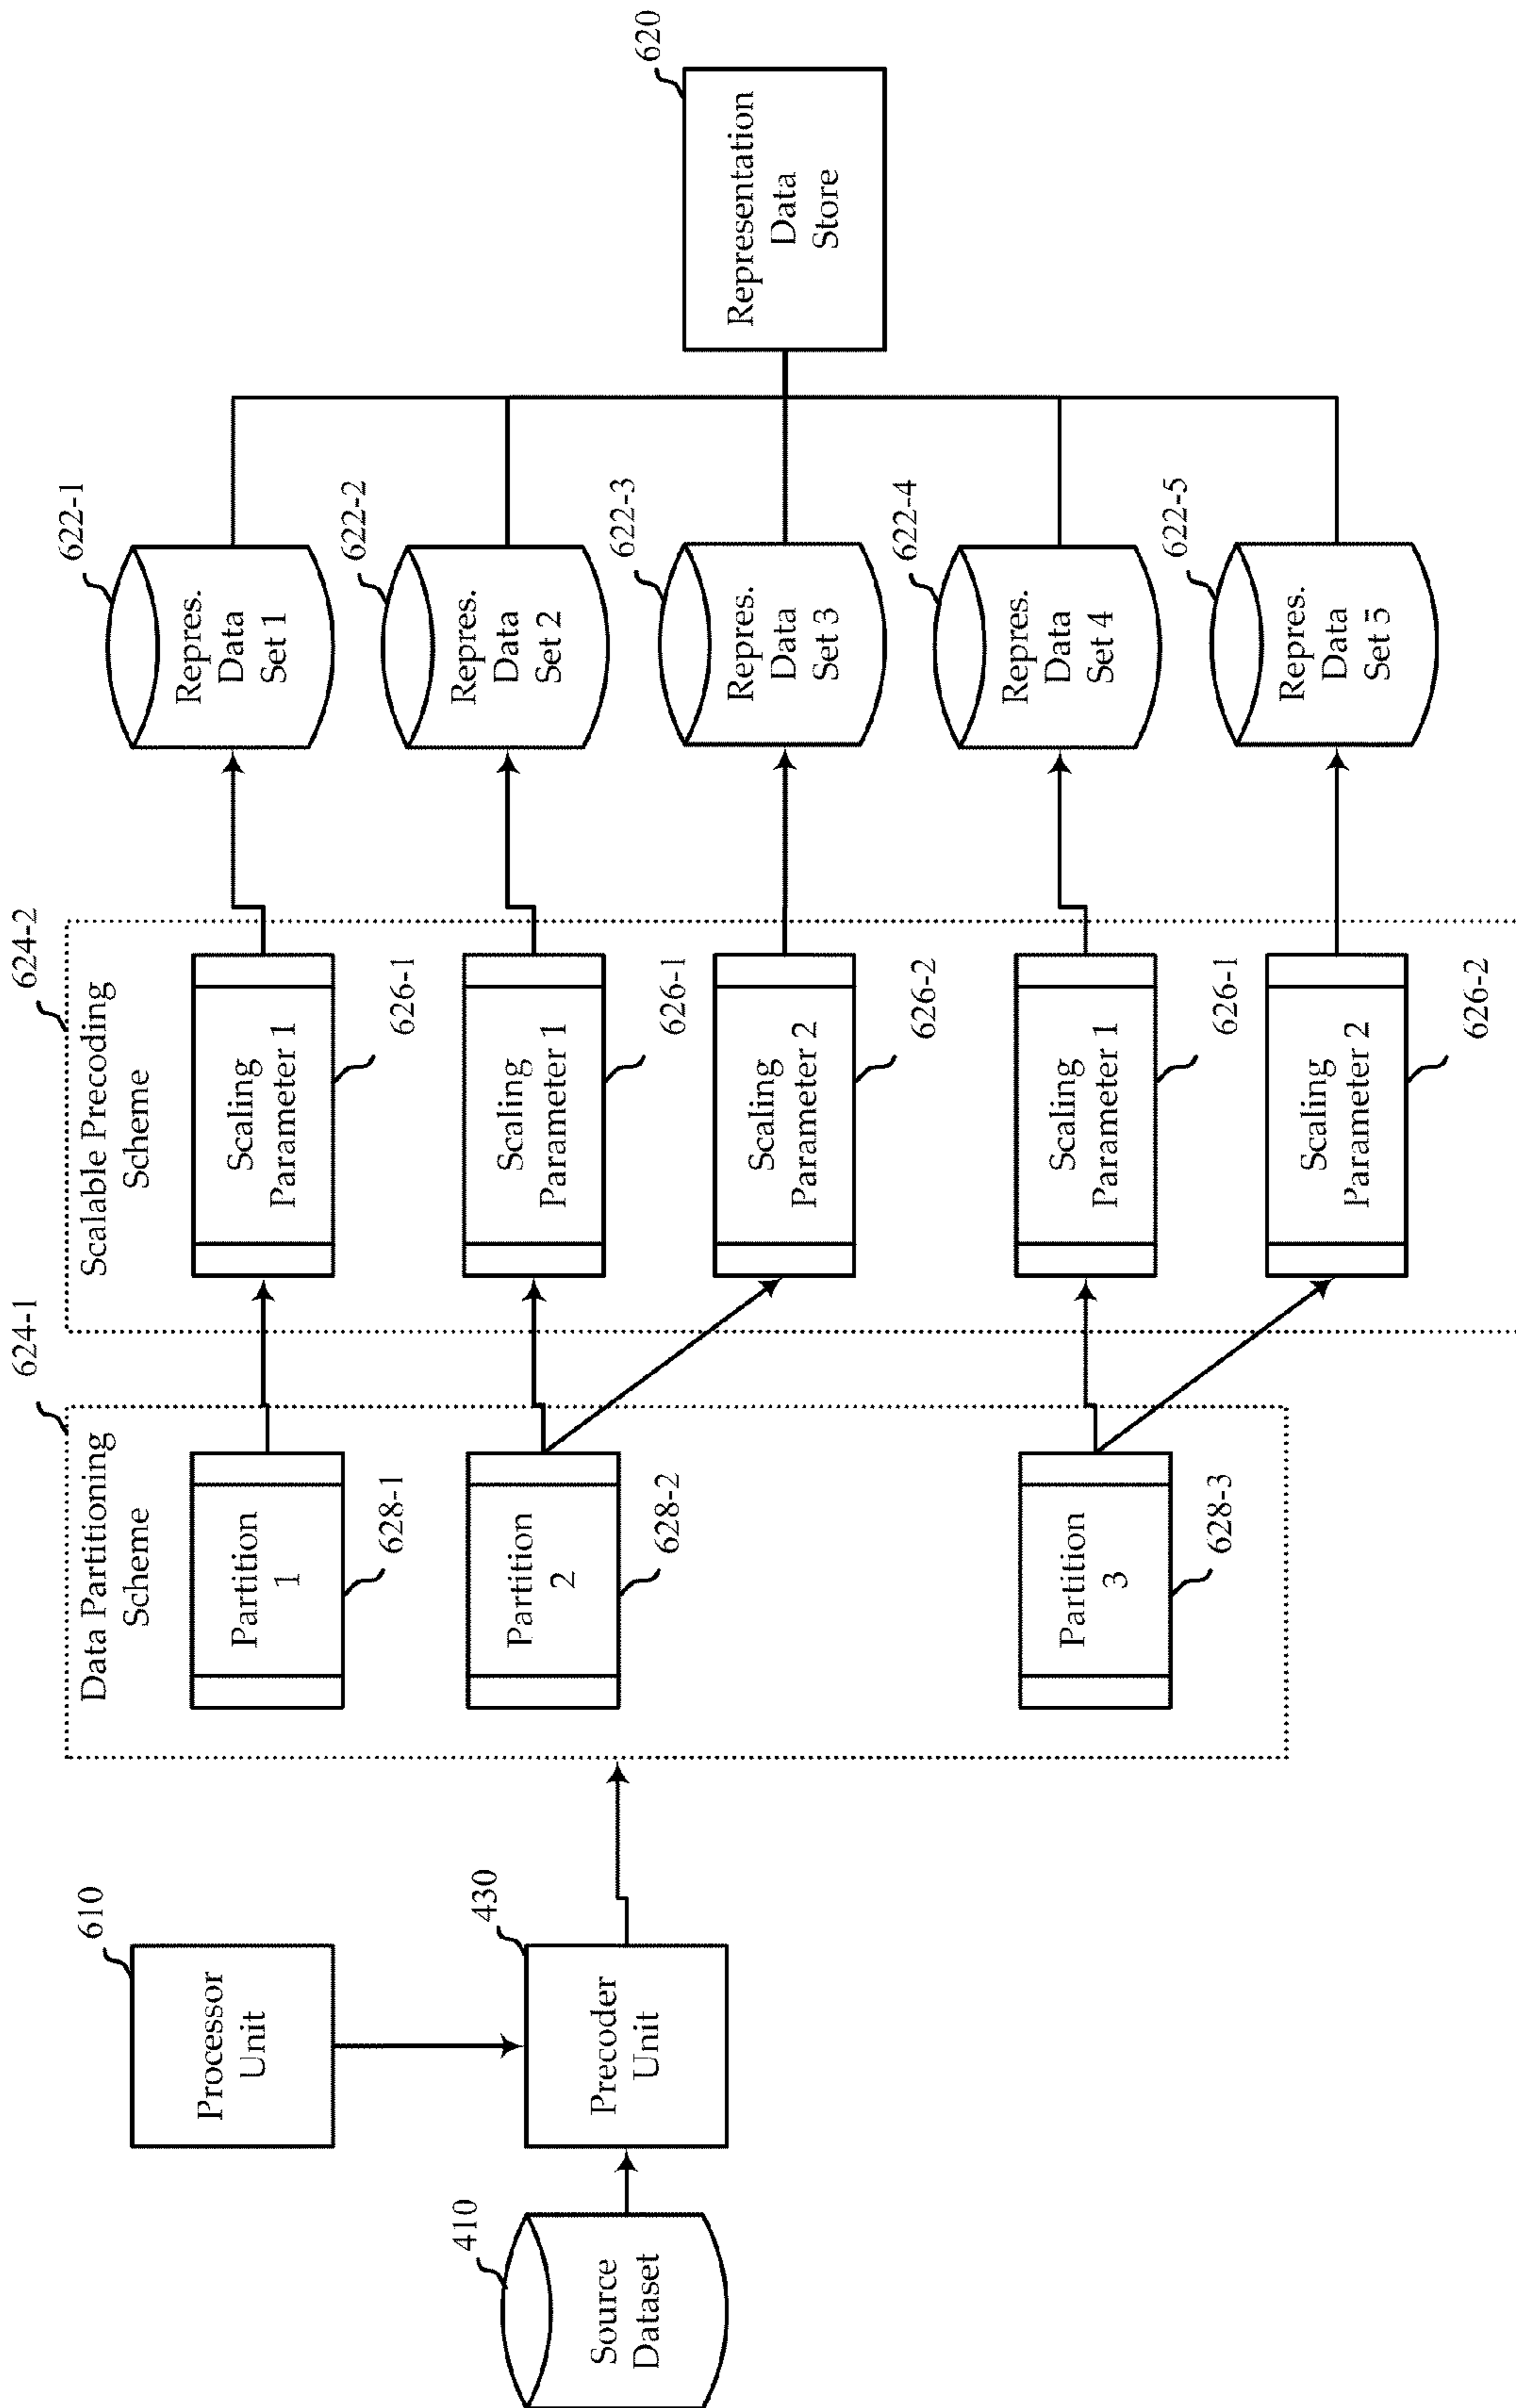 410
Source
Dataset
610
Processor
Unit
430
Precoder
Unit
624-1
Data Partitioning
Scheme
Partition
1
628-1
Partition
2
628-2
Partition
3
628-3
624-2
Scalable Precoding
Scheme
Scaling
Parameter 1
626-1
Scaling
Parameter 1
626-1
Scaling
Parameter 2
626-2
Scaling
Parameter 1
626-1
Scaling
Parameter 2
626-2
622-1
Repres.
Data
Set 1
622-2
Repres.
Data
Set 2
622-3
Repres.
Data
Set 3
622-4
Repres.
Data
Set 4
622-5
Repres.
Data
Set 5
620
Representation
Data
Store